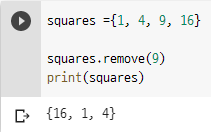 squares ={1, 4, 9, 16}
squares.remove(9)
print(squares)
{16, 1, 4}